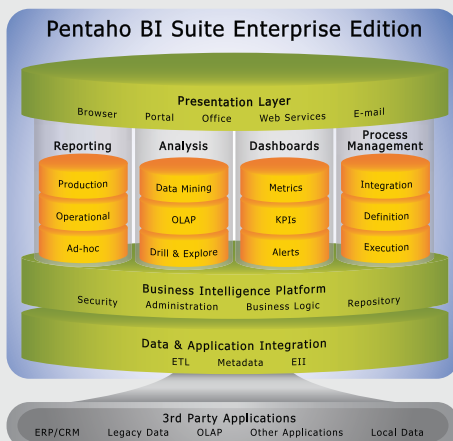 Pentaho BI Suite Enterprise Edition
Presentation Layer
Browser Portal Office Web Services E-mail
Reporting Analysis Dashboards Process Management
Production Data Mining Metrics Integration
Operational OLAP KPIs Definition
Ad-hoc Drill & Explore Alerts Execution
Business Intelligence Platform
Security Administration Business Logic Repository
Data & Application Integration
ETL Metadata EII
3rd Party Applications
ERP/CRM Legacy Data OLAP Other Applications Local Data